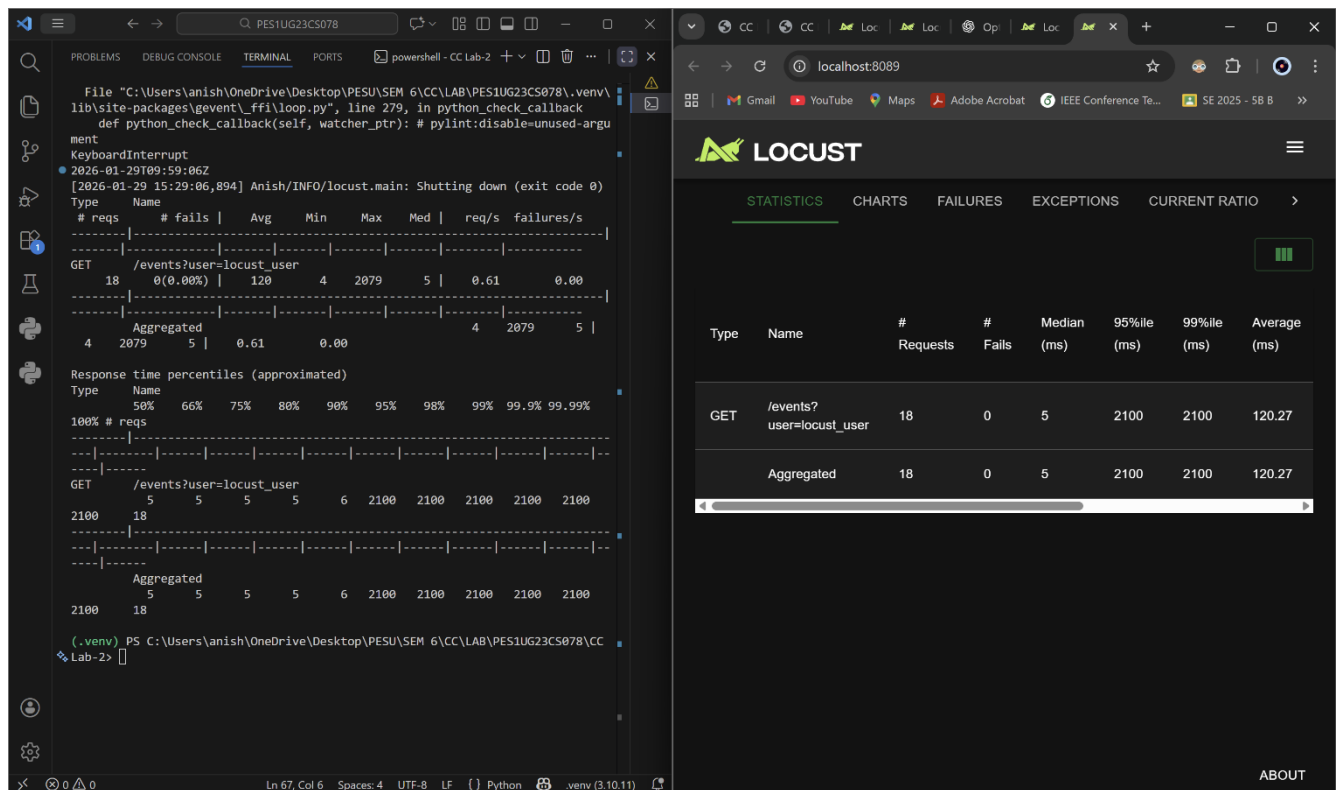 PES1UG23CS078
PROBLEMS DEBUG CONSOLE TERMINAL PORTS powershell - CC Lab-2
File "C:\Users\anish\OneDrive\Desktop\PESU\SEM 6\CC\LAB\PES1UG23CS078\.venv\
lib\site-packages\gevent\_ffi\loop.py", line 279, in python_check_callback
def python_check_callback(self, watcher_ptr): # pylint:disable=unused-argu
ment
KeyboardInterrupt
2026-01-29T09:59:06Z
[2026-01-29 15:29:06,894] Anish/INFO/locust.main: Shutting down (exit code 0)
Type Name
# reqs # fails | Avg Min Max Med | req/s failures/s
--------|---------------------------------------------------------------------|
-------|-------------|-------|-------|-------|-------|--------|-----------
GET /events?user=locust_user
18 0(0.00%) | 120 4 2079 5 | 0.61 0.00
--------|---------------------------------------------------------------------|
-------|-------------|-------|-------|-------|-------|--------|-----------
Aggregated 4 2079 5 |
4 2079 5 | 0.61 0.00
Response time percentiles (approximated)
Type Name
50% 66% 75% 80% 90% 95% 98% 99% 99.9% 99.99%
100% # reqs
--------|----------------------------------------------------------------------
---|--------|------|------|------|------|------|------|------|------|------|--
----|------
GET /events?user=locust_user
5 5 5 5 6 2100 2100 2100 2100 2100
2100 18
--------|----------------------------------------------------------------------
---|--------|------|------|------|------|------|------|------|------|------|--
----|------
Aggregated
5 5 5 5 6 2100 2100 2100 2100 2100
2100 18
(.venv) PS C:\Users\anish\OneDrive\Desktop\PESU\SEM 6\CC\LAB\PES1UG23CS078\CC
Lab-2>
1
0 0 Ln 67, Col 6 Spaces: 4 UTF-8 LF { } Python .venv (3.10.11)
CC CC Loc Loc Op Loc
localhost:8089
Gmail YouTube Maps Adobe Acrobat IEEE Conference Te... SE 2025 - 5B B »
LOCUST
STATISTICS CHARTS FAILURES EXCEPTIONS CURRENT RATIO
Type Name # Requests # Fails Median (ms) 95%ile (ms) 99%ile (ms) Average (ms)
GET /events?user=locust_user 18 0 5 2100 2100 120.27
Aggregated 18 0 5 2100 2100 120.27
ABOUT